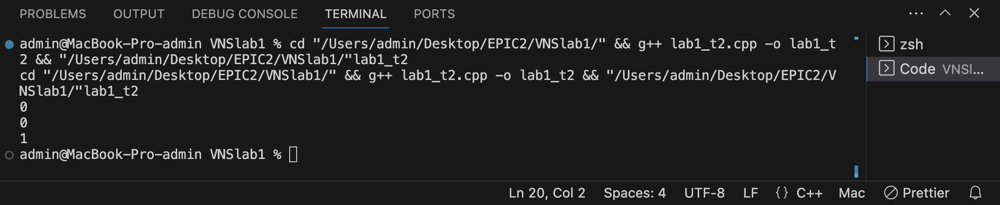 PROBLEMS OUTPUT DEBUG CONSOLE TERMINAL PORTS
admin@MacBook-Pro-admin VNSlab1 % cd "/Users/admin/Desktop/EPIC2/VNSlab1/" && g++ lab1_t2.cpp -o lab1_t
2 && "/Users/admin/Desktop/EPIC2/VNSlab1/"lab1_t2
cd "/Users/admin/Desktop/EPIC2/VNSlab1/" && g++ lab1_t2.cpp -o lab1_t2 && "/Users/admin/Desktop/EPIC2/V
NSlab1/"lab1_t2
0
0
1
admin@MacBook-Pro-admin VNSlab1 %
zsh
Code VNSl...
Ln 20, Col 2 Spaces: 4 UTF-8 LF {} C++ Mac Prettier